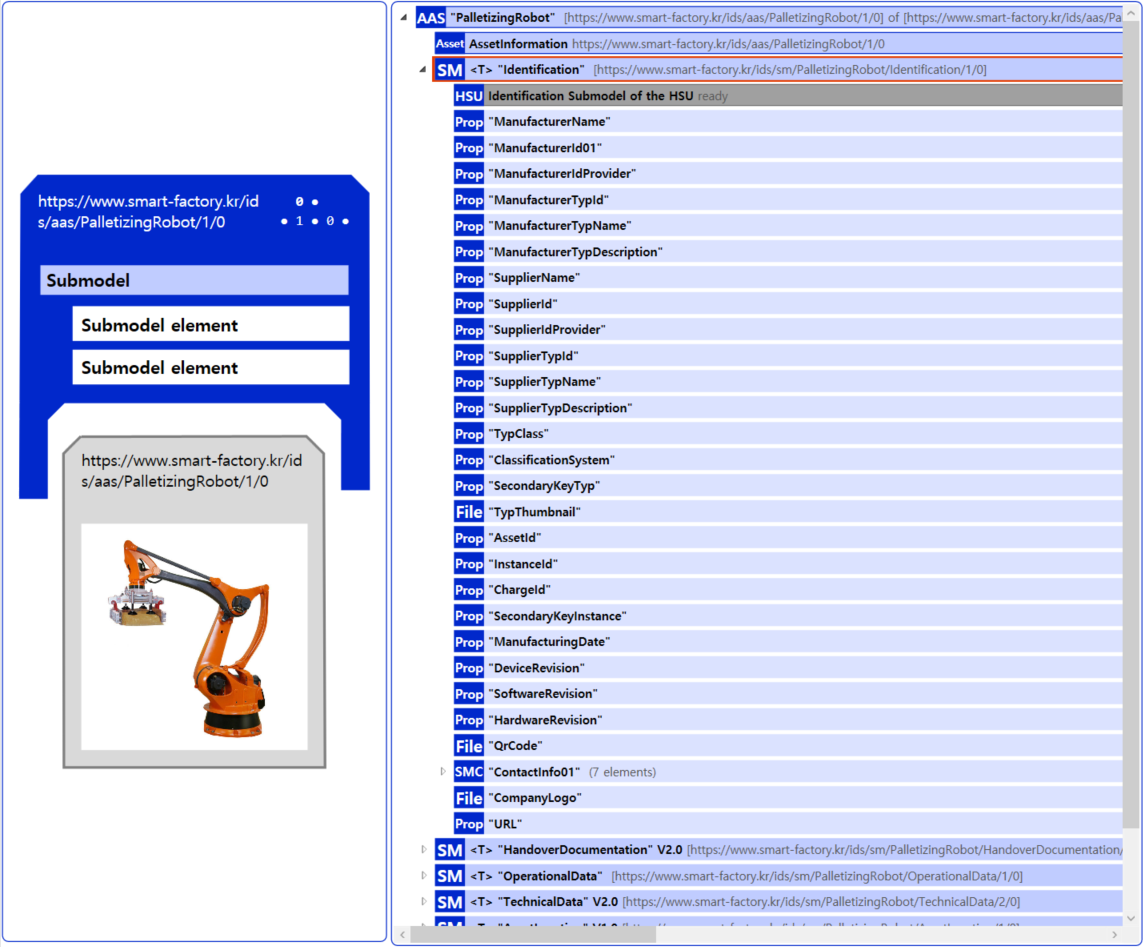 https://www.smart-factory.kr/id
s/aas/PalletizingRobot/1/0
0 ●
● 1 ● 0 ●
Submodel
Submodel element
Submodel element
https://www.smart-factory.kr/id
s/aas/PalletizingRobot/1/0
AAS "PalletizingRobot" [https://www.smart-factory.kr/ids/aas/PalletizingRobot/1/0] of [https://www.smart-factory.kr/ids/aas/Pa
Asset AssetInformation https://www.smart-factory.kr/ids/aas/PalletizingRobot/1/0
SM <T> "Identification" [https://www.smart-factory.kr/ids/sm/PalletizingRobot/Identification/1/0]
HSU Identification Submodel of the HSU ready
Prop "ManufacturerName"
Prop "ManufacturerId01"
Prop "ManufacturerIdProvider"
Prop "ManufacturerTypId"
Prop "ManufacturerTypName"
Prop "ManufacturerTypDescription"
Prop "SupplierName"
Prop "SupplierId"
Prop "SupplierIdProvider"
Prop "SupplierTypId"
Prop "SupplierTypName"
Prop "SupplierTypDescription"
Prop "TypClass"
Prop "ClassificationSystem"
Prop "SecondaryKeyTyp"
File "TypThumbnail"
Prop "AssetId"
Prop "InstanceId"
Prop "ChargeId"
Prop "SecondaryKeyInstance"
Prop "ManufacturingDate"
Prop "DeviceRevision"
Prop "SoftwareRevision"
Prop "HardwareRevision"
File "QrCode"
SMC "ContactInfo01" (7 elements)
File "CompanyLogo"
Prop "URL"
SM <T> "HandoverDocumentation" V2.0 [https://www.smart-factory.kr/ids/sm/PalletizingRobot/HandoverDocumentation/
SM <T> "OperationalData" [https://www.smart-factory.kr/ids/sm/PalletizingRobot/OperationalData/1/0]
SM <T> "TechnicalData" V2.0 [https://www.smart-factory.kr/ids/sm/PalletizingRobot/TechnicalData/2/0]